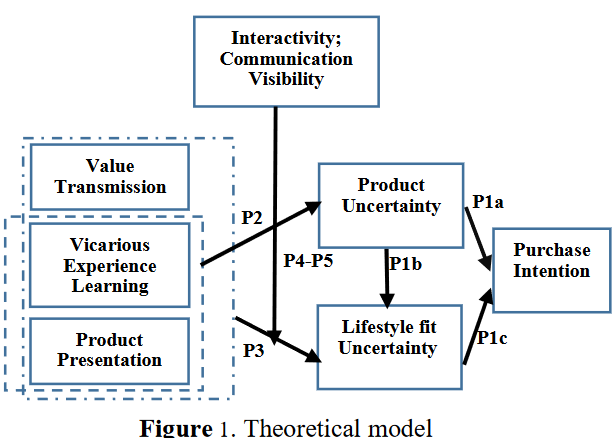 Interactivity;
Communication
Visibility
Value
Transmission
Vicarious
Experience
Learning
Product
Presentation
P2
P3
P4-P5
Product
Uncertainty
P1b
Lifestyle fit
Uncertainty
P1a
P1c
Purchase
Intention
Figure 1. Theoretical model